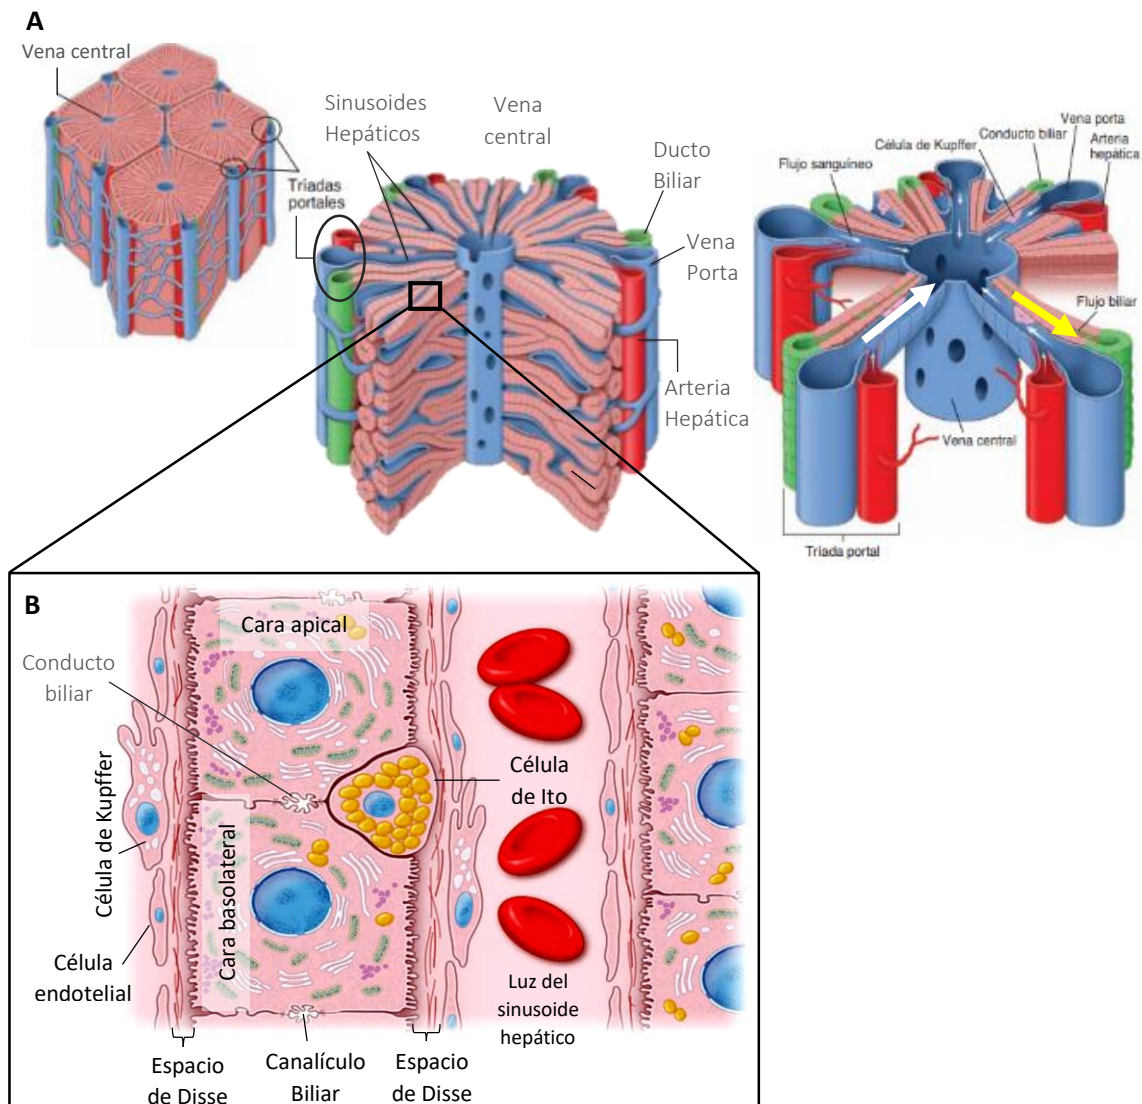 A
Vena central
Tríadas
portales
Sinusoides
Hepáticos
Vena
central
Ducto
Biliar
Vena
Porta
Arteria
Hepática
Flujo sanguíneo
Célula de Kupffer
Conducto biliar
Vena porta
Arteria
hepática
Flujo biliar
Vena central
Tríada portal
B
Cara apical
Conducto
biliar
Célula de Kupffer
Cara basolateral
Célula
de Ito
Célula
endotelial
Luz del
sinusoide
hepático
Espacio
de Disse
Canalículo
Biliar
Espacio
de Disse